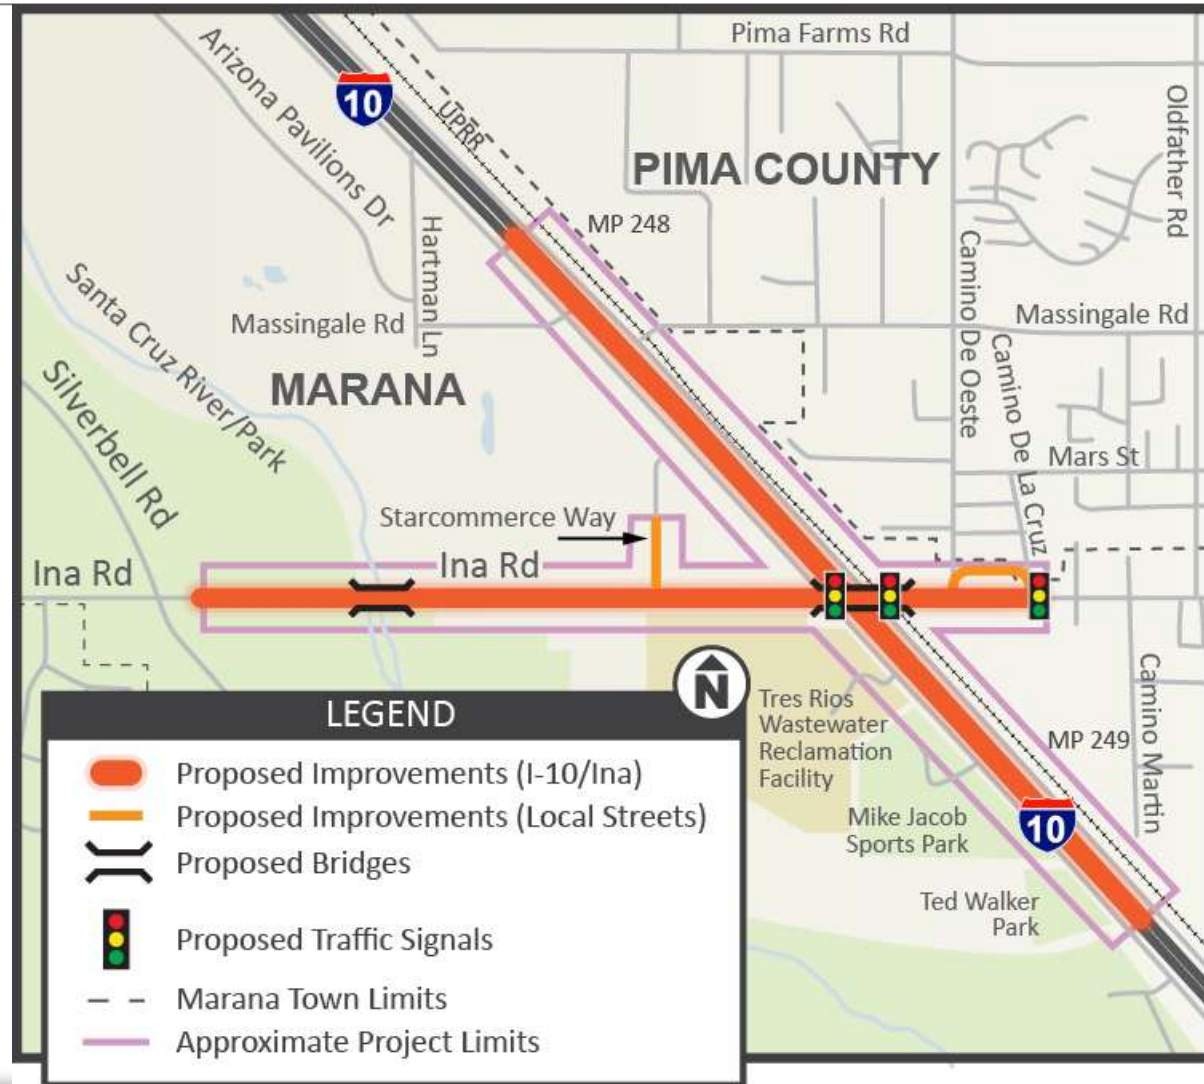 Pima Farms Rd
Arizona Pavilions Dr
10
UPRR
Oldfather Rd
PIMA COUNTY
MP 248
Hartman Ln
Camino De Oeste
Santa Cruz River/Park
Massingale Rd
Massingale Rd
Camino De La Cruz
MARANA
Silverbell Rd
Mars St
Starcommerce Way
Ina Rd
Ina Rd
N
Camino Martin
Tres Rios
Wastewater
Reclamation
Facility
MP 249
Mike Jacob
Sports Park
10
Ted Walker
Park
LEGEND
Proposed Improvements (I-10/Ina)
Proposed Improvements (Local Streets)
Proposed Bridges
Proposed Traffic Signals
Marana Town Limits
Approximate Project Limits